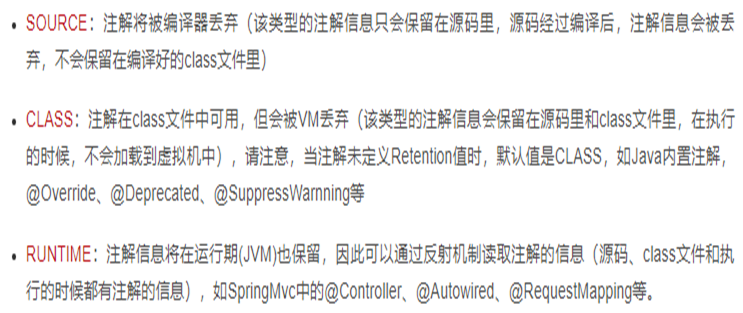 SOURCE：注解将被编译器丢弃（该类型的注解信息只会保留在源码里，源码经过编译后，注解信息会被丢
弃，不会保留在编译好的class文件里）
CLASS：注解在class文件中可用，但会被VM丢弃（该类型的注解信息会保留在源码里和class文件里，在执行
的时候，不会加载到虚拟机中），请注意，当注解未定义Retention值时，默认值是CLASS，如Java内置注解，
@Override、@Deprecated、@SuppressWarnning等
RUNTIME：注解信息将在运行期(JVM)也保留，因此可以通过反射机制读取注解的信息（源码、class文件和执
行的时候都有注解的信息），如SpringMvc中的@Controller、@Autowired、@RequestMapping等。